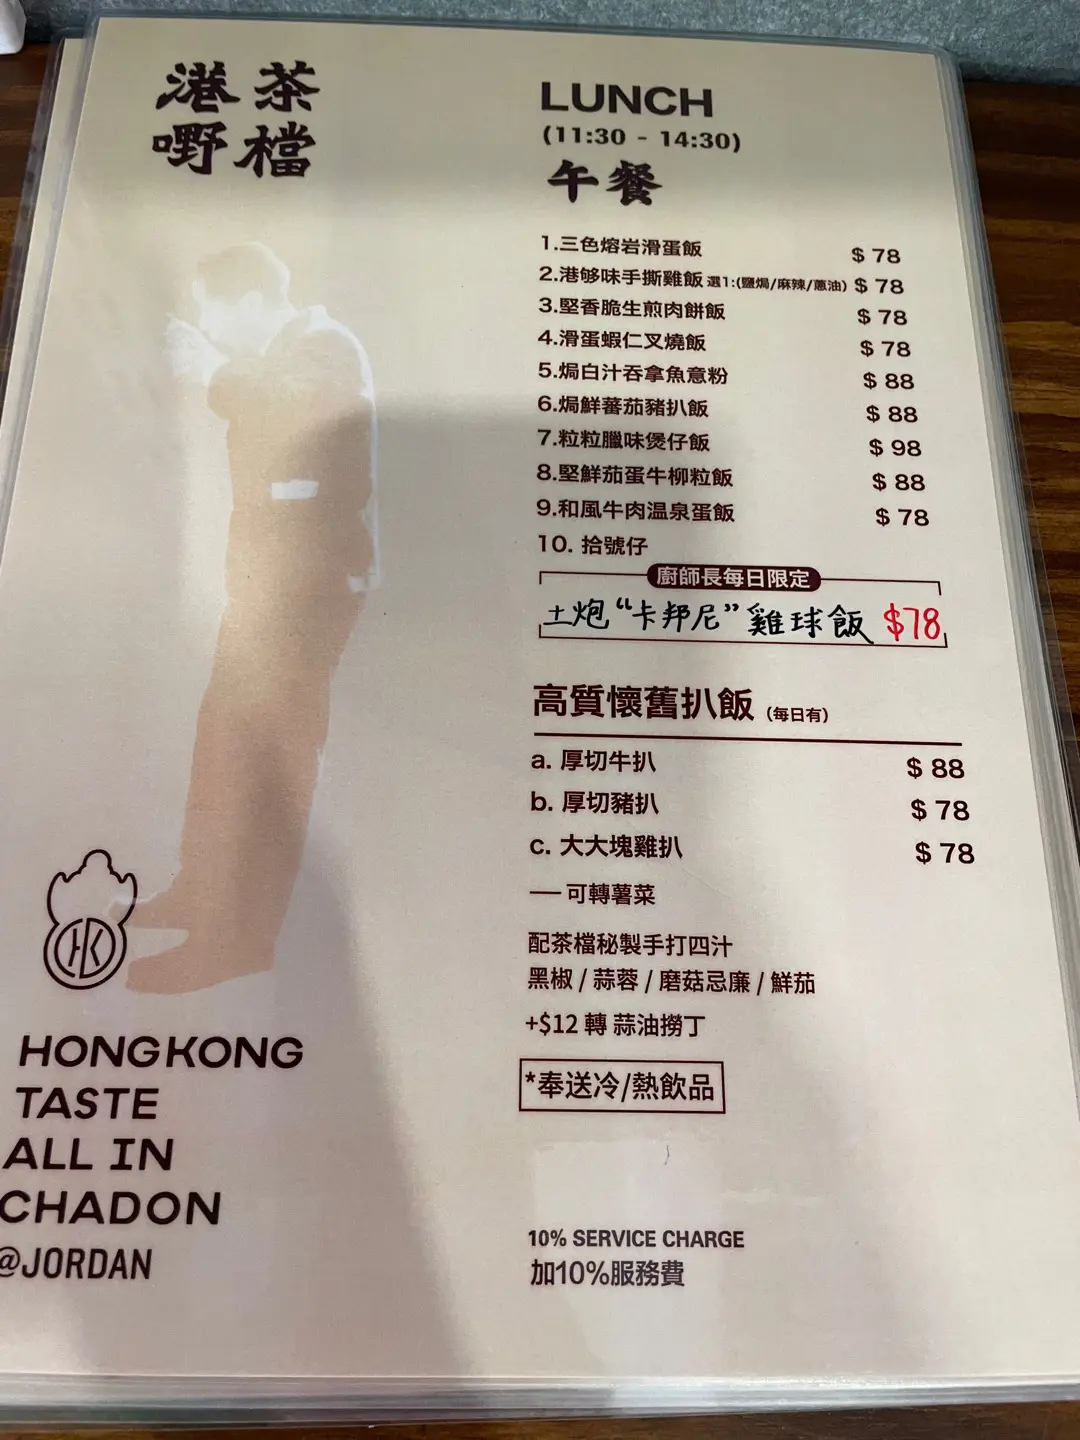 港茶
嘢檔
LUNCH
(11:30 - 14:30)
午餐
1.三色熔岩滑蛋飯 $ 78
2.港够味手撕雞飯 選1:(鹽焗/麻辣/蔥油) $ 78
3.堅香脆生煎肉餅飯 $ 78
4.滑蛋蝦仁叉燒飯 $ 78
5.焗白汁吞拿魚意粉 $ 88
6.焗鮮蕃茄豬扒飯 $ 88
7.粒粒臘味煲仔飯 $ 98
8.堅鮮茄蛋牛柳粒飯 $ 88
9.和風牛肉温泉蛋飯 $ 78
10. 拾號仔
廚師長每日限定
土炮“卡邦尼”雞球飯 $78
高質懷舊扒飯 (每日有)
a. 厚切牛扒 $ 88
b. 厚切豬扒 $ 78
c. 大大塊雞扒 $ 78
── 可轉薯菜
配茶檔秘製手打四汁
黑椒 / 蒜蓉 / 磨菇忌廉 / 鮮茄
+$12 轉 蒜油撈丁
*奉送冷/熱飲品
10% SERVICE CHARGE
加10%服務費
HK
HONG KONG
TASTE
ALL IN
CHADON
@JORDAN